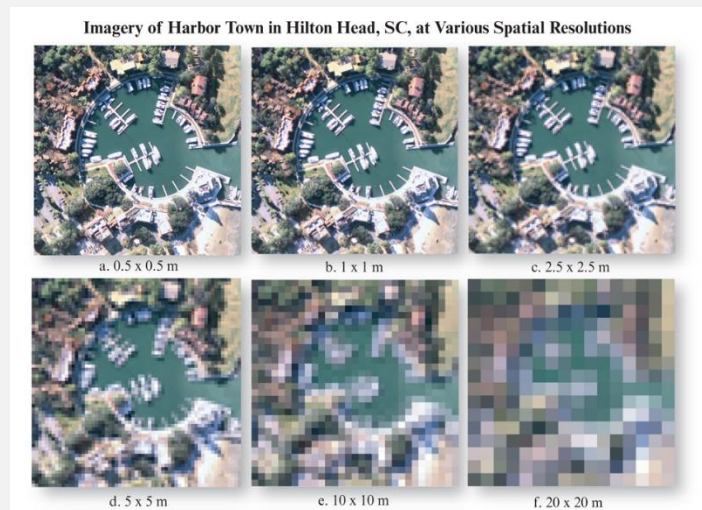 Imagery of Harbor Town in Hilton Head, SC, at Various Spatial Resolutions
a. 0.5 x 0.5 m
b. 1 x 1 m
c. 2.5 x 2.5 m
d. 5 x 5 m
e. 10 x 10 m
f. 20 x 20 m